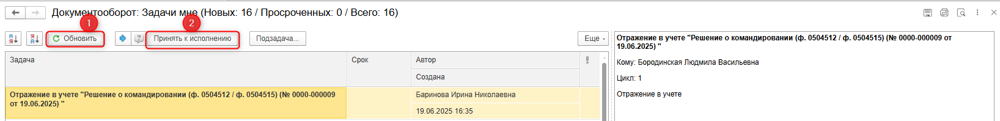 Документооборот: Задачи мне (Новых: 16 / Просроченных: 0 / Всего: 16)
1
2
Обновить
Принять к исполнению
Подзадача...
Еще
Задача
Срок
Автор
Создана
Отражение в учете "Решение о командировании (ф. 0504512 / ф. 0504515) (№ 0000-000009
от 19.06.2025) "
Баринова Ирина Николаевна
19.06.2025 16:35
Отражение в учете "Решение о командировании (ф. 0504512 / ф. 0504515) (№ 0000-000009 от
19.06.2025) "
Кому: Бородинская Людмила Васильевна
Цикл: 1
Отражение в учете